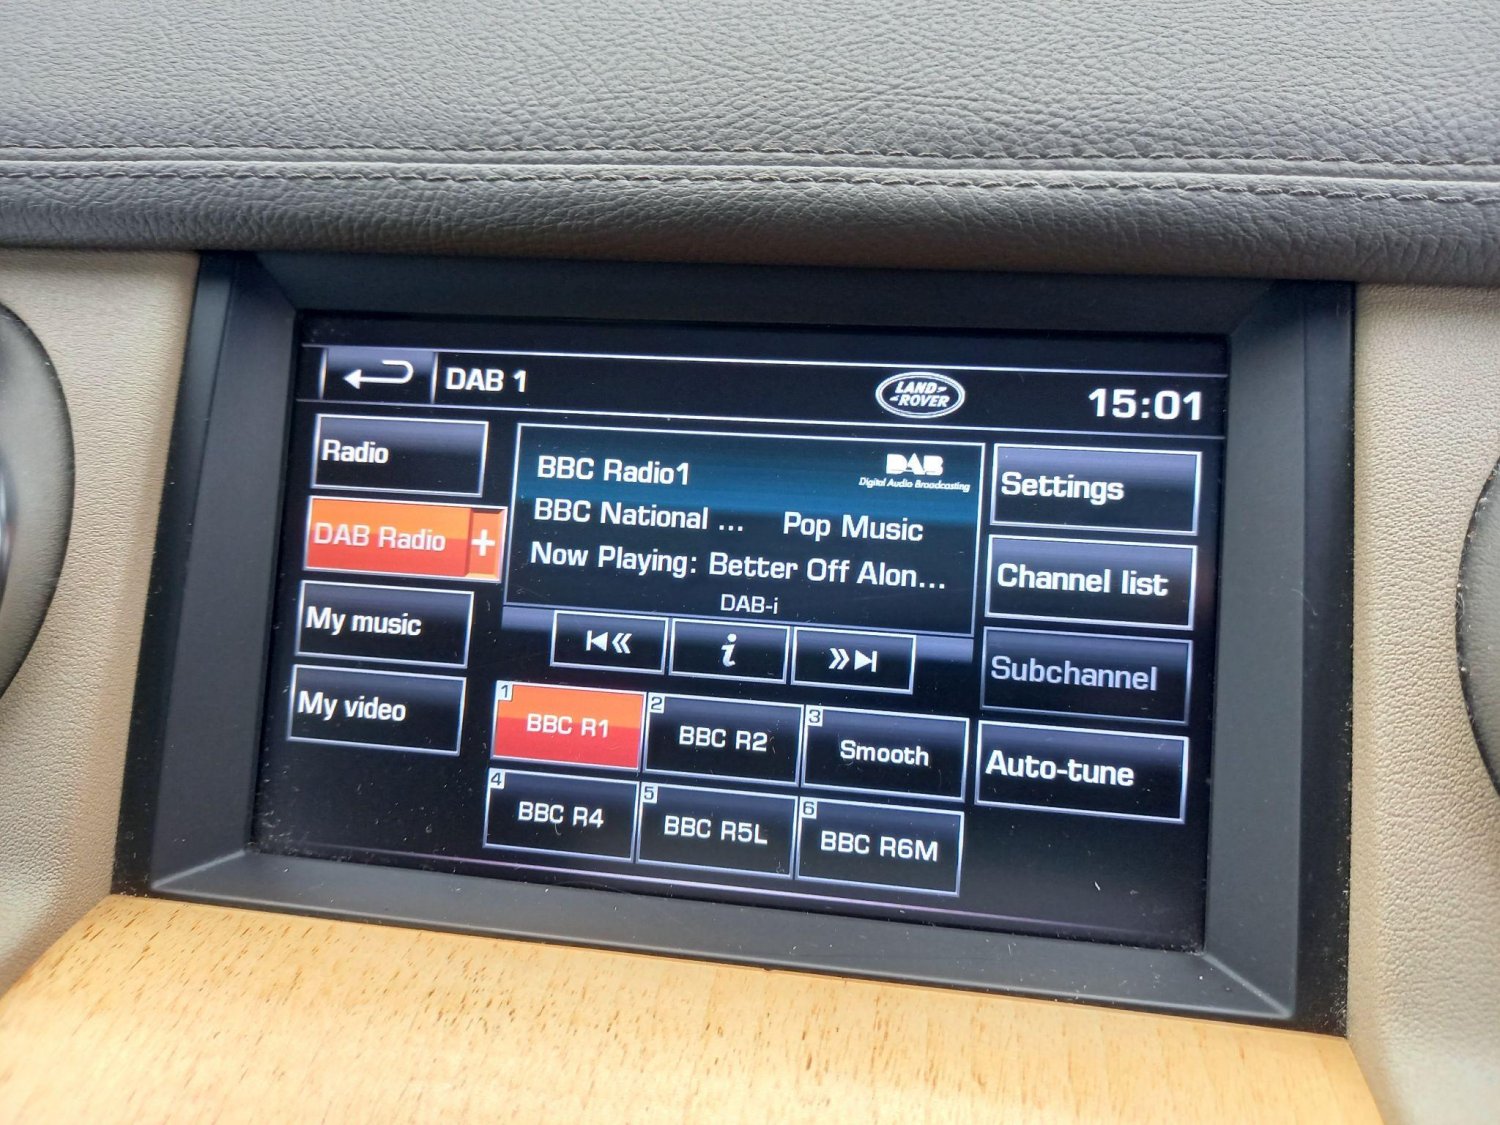 DAB 1
LAND-
-ROVER
15:01
Radio
DAB Radio +
My music
My video
BBC Radio1
DAB
Digital Audio Broadcasting
BBC National ... Pop Music
Now Playing: Better Off Alon...
DAB-i
i
1 BBC R1
2 BBC R2
3 Smooth
4 BBC R4
5 BBC R5L
6 BBC R6M
Settings
Channel list
Subchannel
Auto-tune